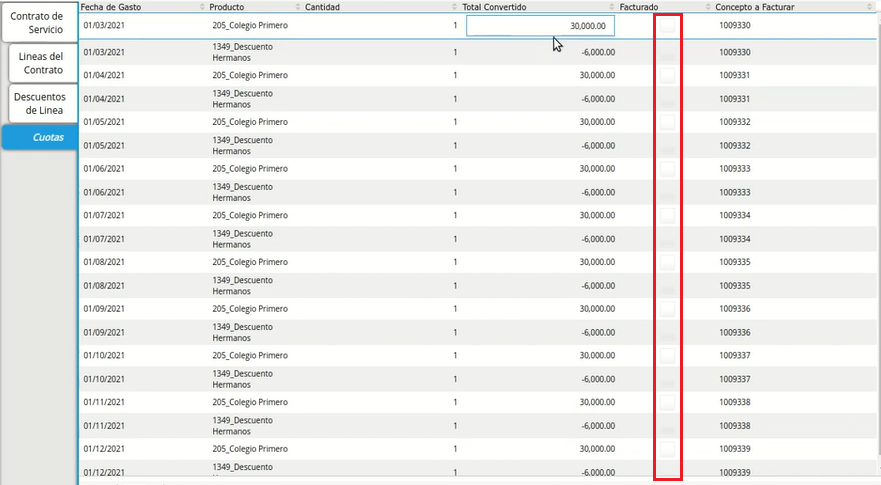 Contrato de
Servicio
Lineas del
Contrato
Descuentos
de Linea
Cuotas
Fecha de Gasto Producto Cantidad Total Convertido Facturado Concepto a Facturar
01/03/2021 205_Colegio Primero 1 30,000.00 1009330
01/03/2021 1349_Descuento Hermanos 1 -6,000.00 1009330
01/04/2021 205_Colegio Primero 1 30,000.00 1009331
01/04/2021 1349_Descuento Hermanos 1 -6,000.00 1009331
01/05/2021 205_Colegio Primero 1 30,000.00 1009332
01/05/2021 1349_Descuento Hermanos 1 -6,000.00 1009332
01/06/2021 205_Colegio Primero 1 30,000.00 1009333
01/06/2021 1349_Descuento Hermanos 1 -6,000.00 1009333
01/07/2021 205_Colegio Primero 1 30,000.00 1009334
01/07/2021 1349_Descuento Hermanos 1 -6,000.00 1009334
01/08/2021 205_Colegio Primero 1 30,000.00 1009335
01/08/2021 1349_Descuento Hermanos 1 -6,000.00 1009335
01/09/2021 205_Colegio Primero 1 30,000.00 1009336
01/09/2021 1349_Descuento Hermanos 1 -6,000.00 1009336
01/10/2021 205_Colegio Primero 1 30,000.00 1009337
01/10/2021 1349_Descuento Hermanos 1 -6,000.00 1009337
01/11/2021 205_Colegio Primero 1 30,000.00 1009338
01/11/2021 1349_Descuento Hermanos 1 -6,000.00 1009338
01/12/2021 205_Colegio Primero 1 30,000.00 1009339
01/12/2021 1349_Descuento 1 -6,000.00 1009339